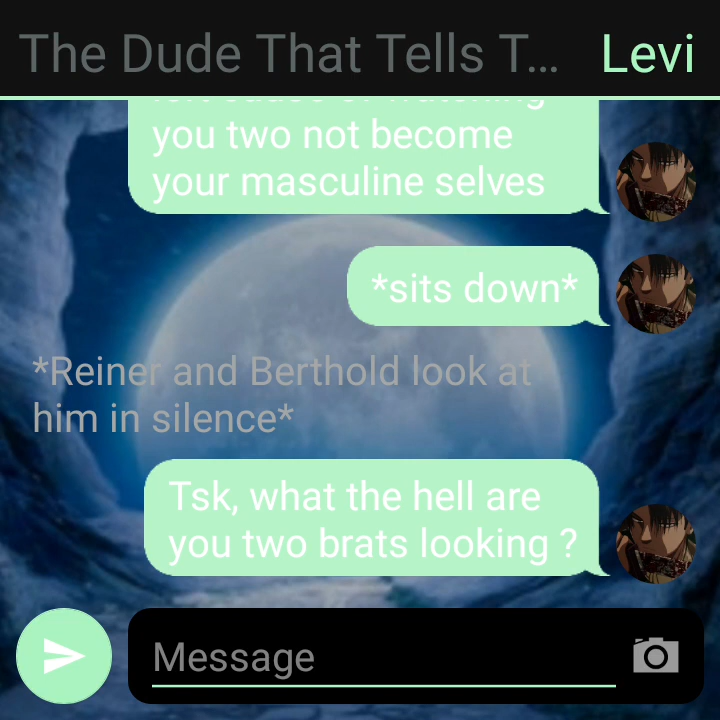 The Dude That Tells T... Levi
you two not become
your masculine selves
*sits down*
*Reiner and Berthold look at
him in silence*
Tsk, what the hell are
you two brats looking ?
Message